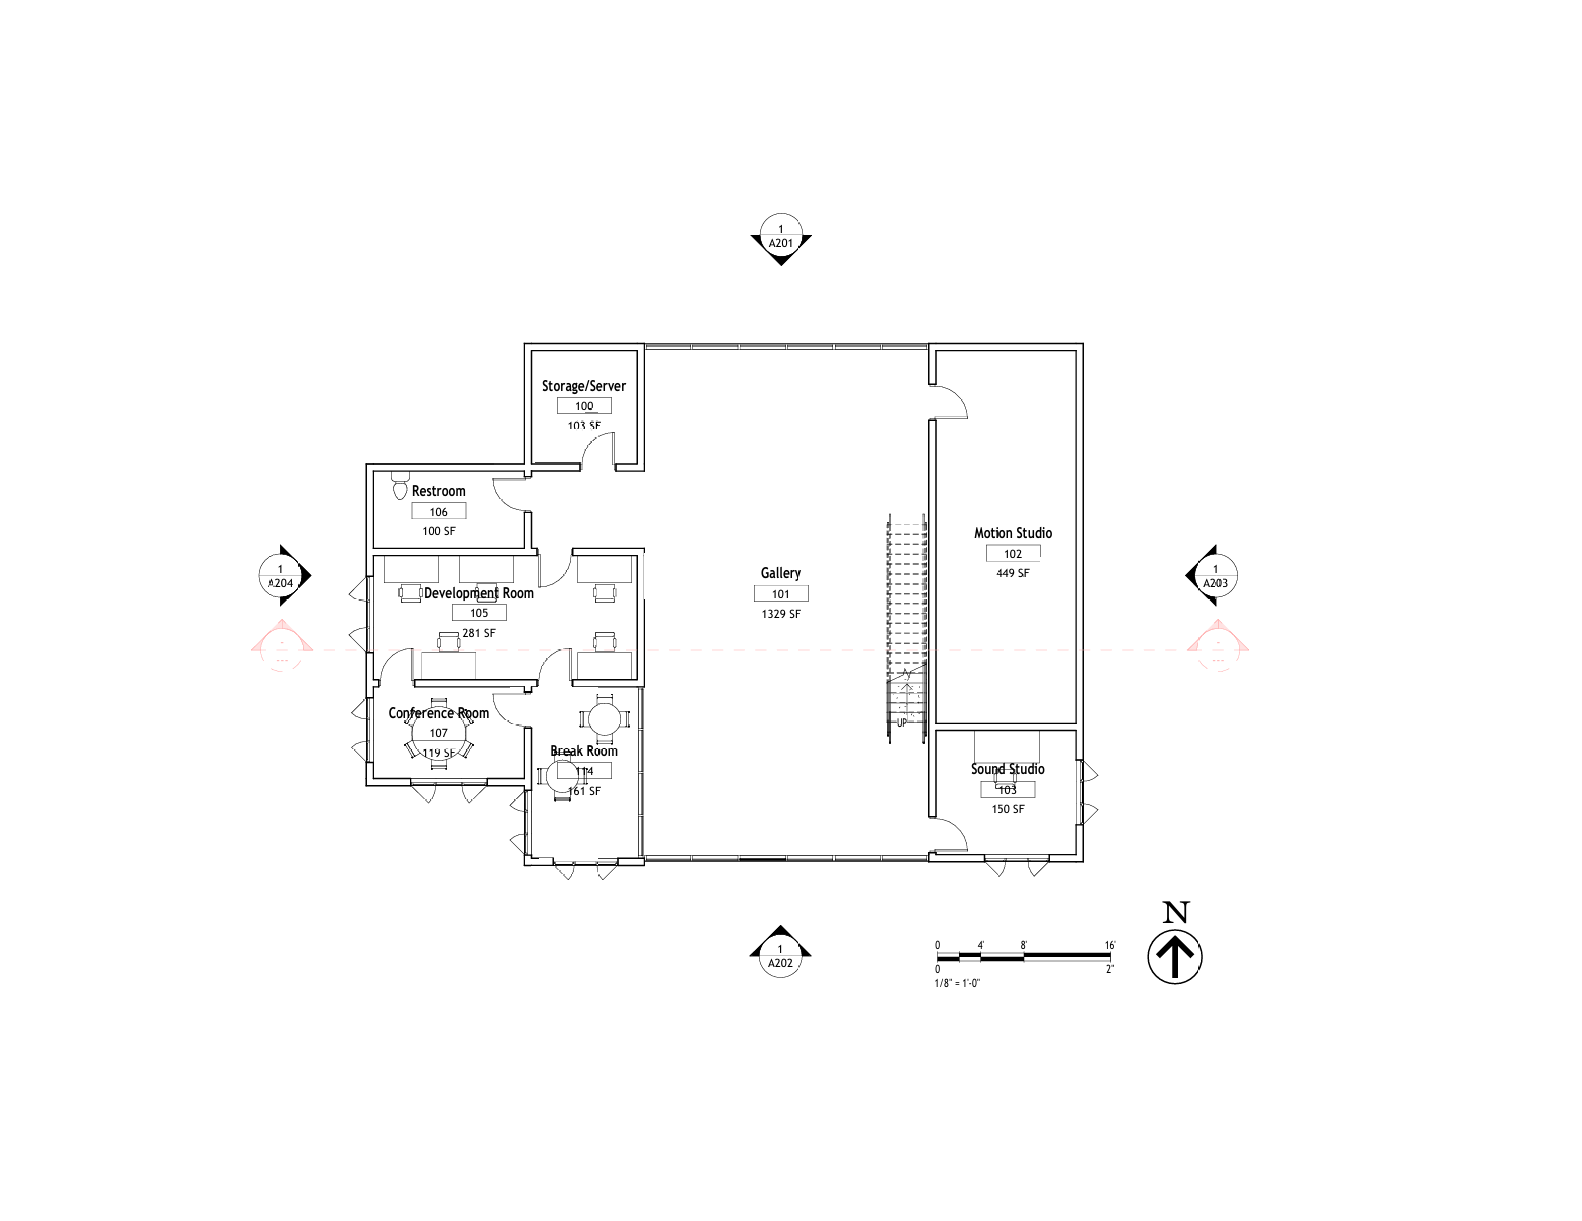 1
A201
Storage/Server
100
103 SF
Restroom
106
100 SF
Motion Studio
102
449 SF
1
A204
Gallery
101
1329 SF
1
A203
Development Room
105
281 SF
Conference Room
107
119 SF
UP
Break Room
114
161 SF
Sound Studio
103
150 SF
N
1
A202
0 4' 8' 16'
0 2"
1/8" = 1'-0"